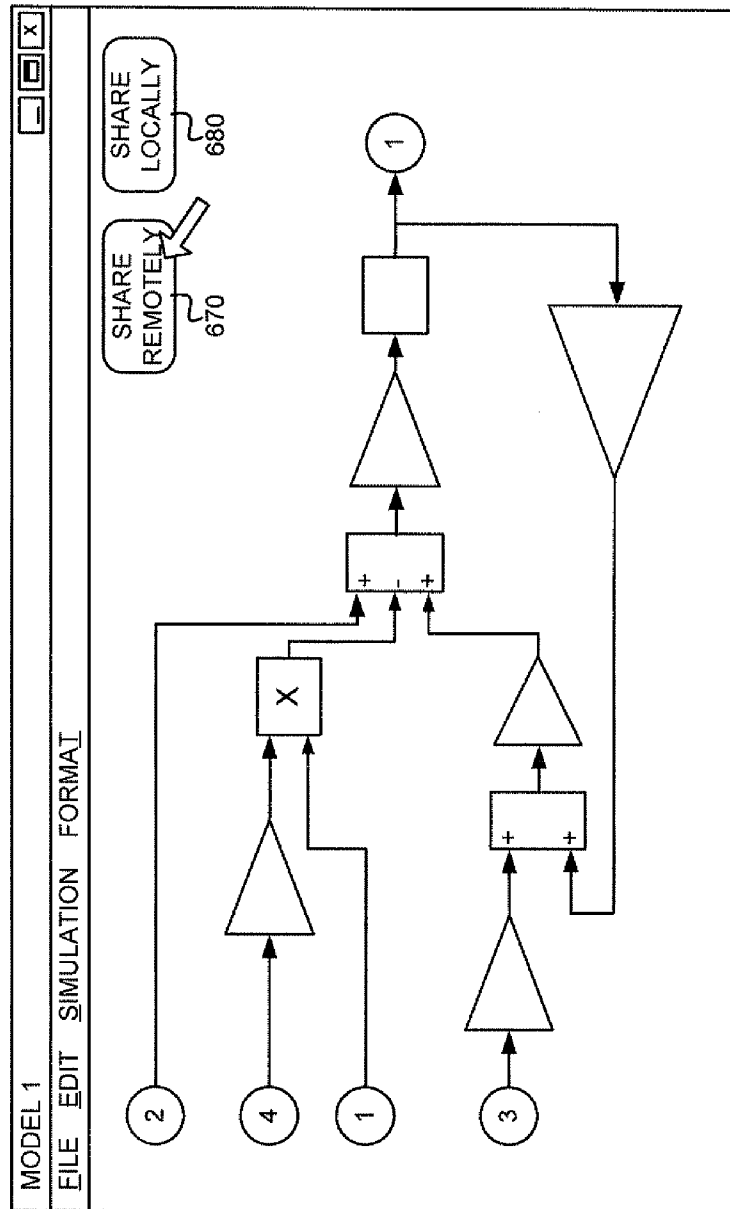 MODEL 1
_ X
FILE EDIT SIMULATION FORMAT
SHARE
REMOTELY
670
SHARE
LOCALLY
680
2
4
1
3
X
+
-
+
+
+
1